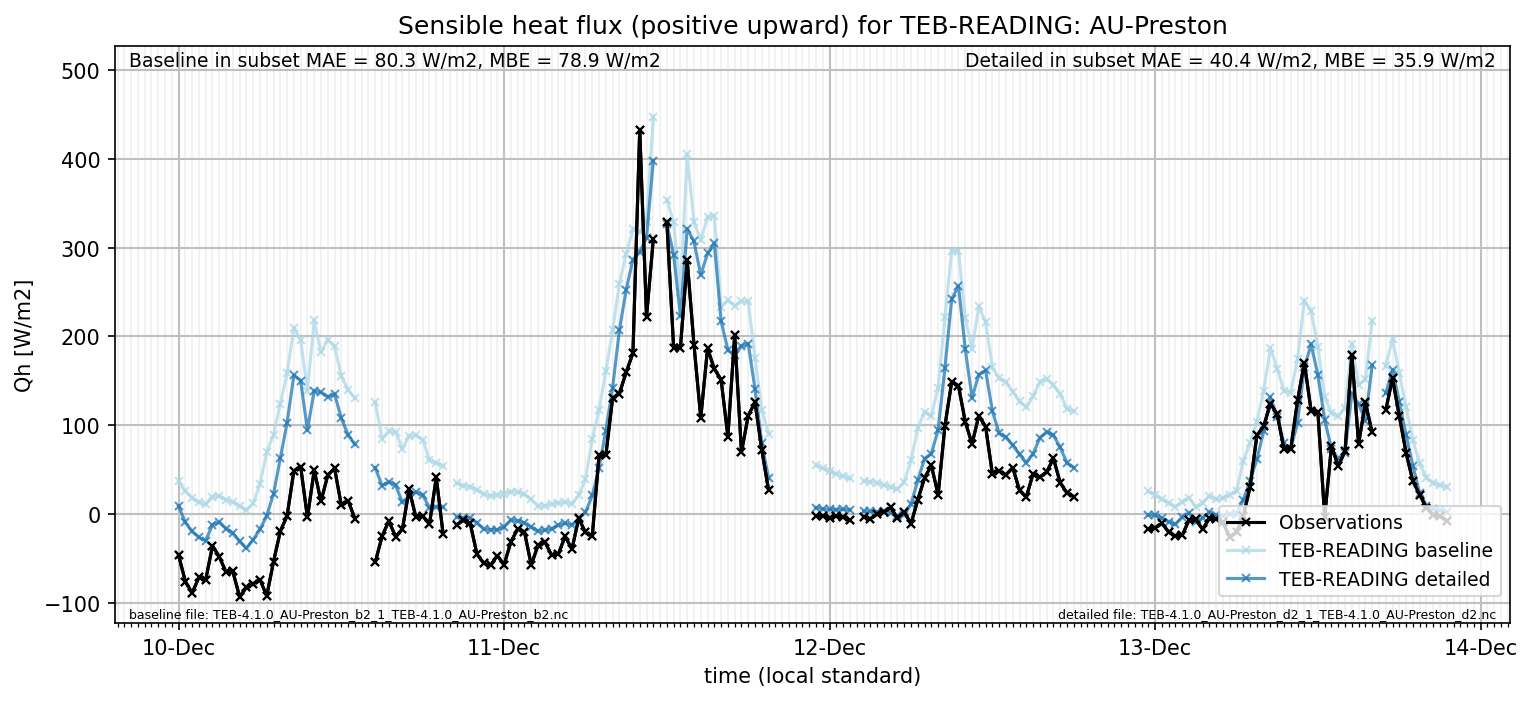 Sensible heat flux (positive upward) for TEB-READING: AU-Preston
Baseline in subset MAE = 80.3 W/m2, MBE = 78.9 W/m2
Detailed in subset MAE = 40.4 W/m2, MBE = 35.9 W/m2
500
400
300
200
100
0
−100
Qh [W/m2]
Observations
TEB-READING baseline
TEB-READING detailed
baseline file: TEB-4.1.0_AU-Preston_b2_1_TEB-4.1.0_AU-Preston_b2.nc
detailed file: TEB-4.1.0_AU-Preston_d2_1_TEB-4.1.0_AU-Preston_d2.nc
10-Dec
11-Dec
12-Dec
13-Dec
14-Dec
time (local standard)